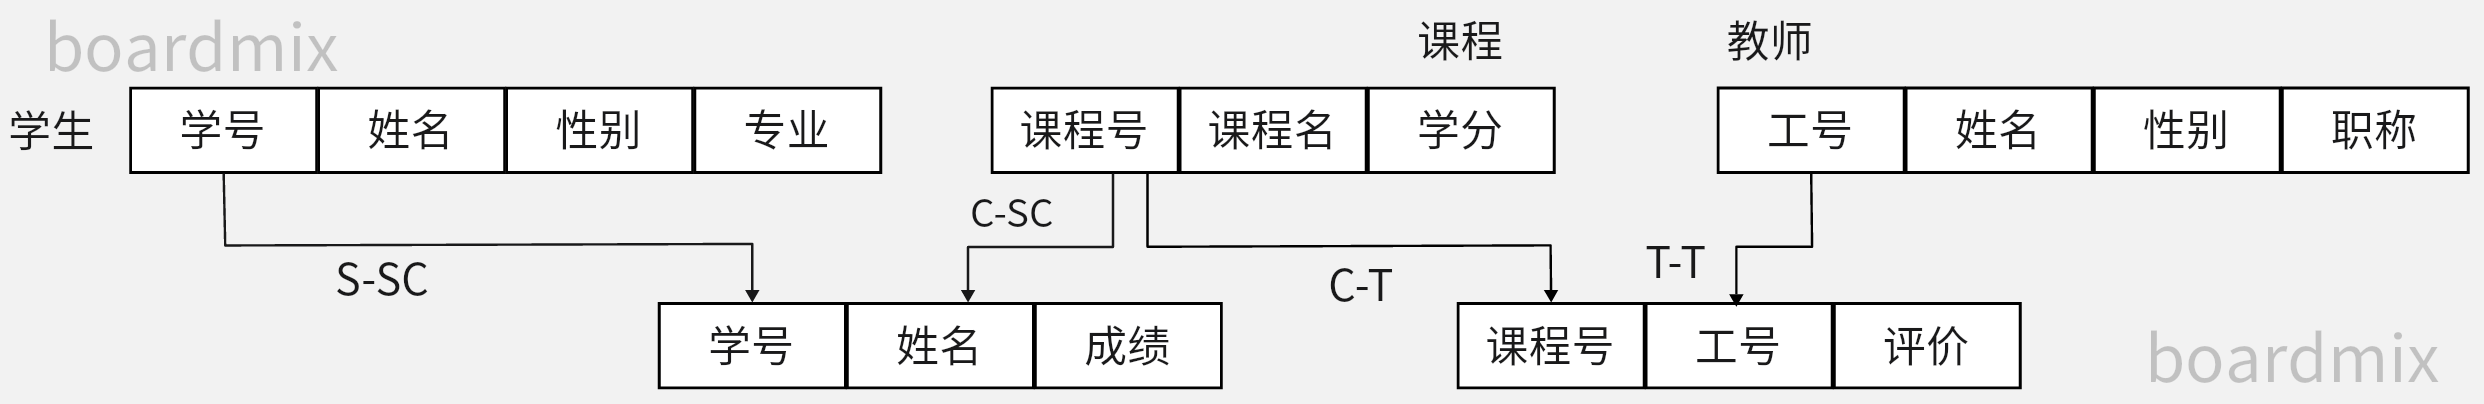 boardmix
课程 教师
学生 学号 姓名 性别 专业 课程号 课程名 学分 工号 姓名 性别 职称
C-SC
S-SC C-T T-T
学号 姓名 成绩 课程号 工号 评价
boardmix